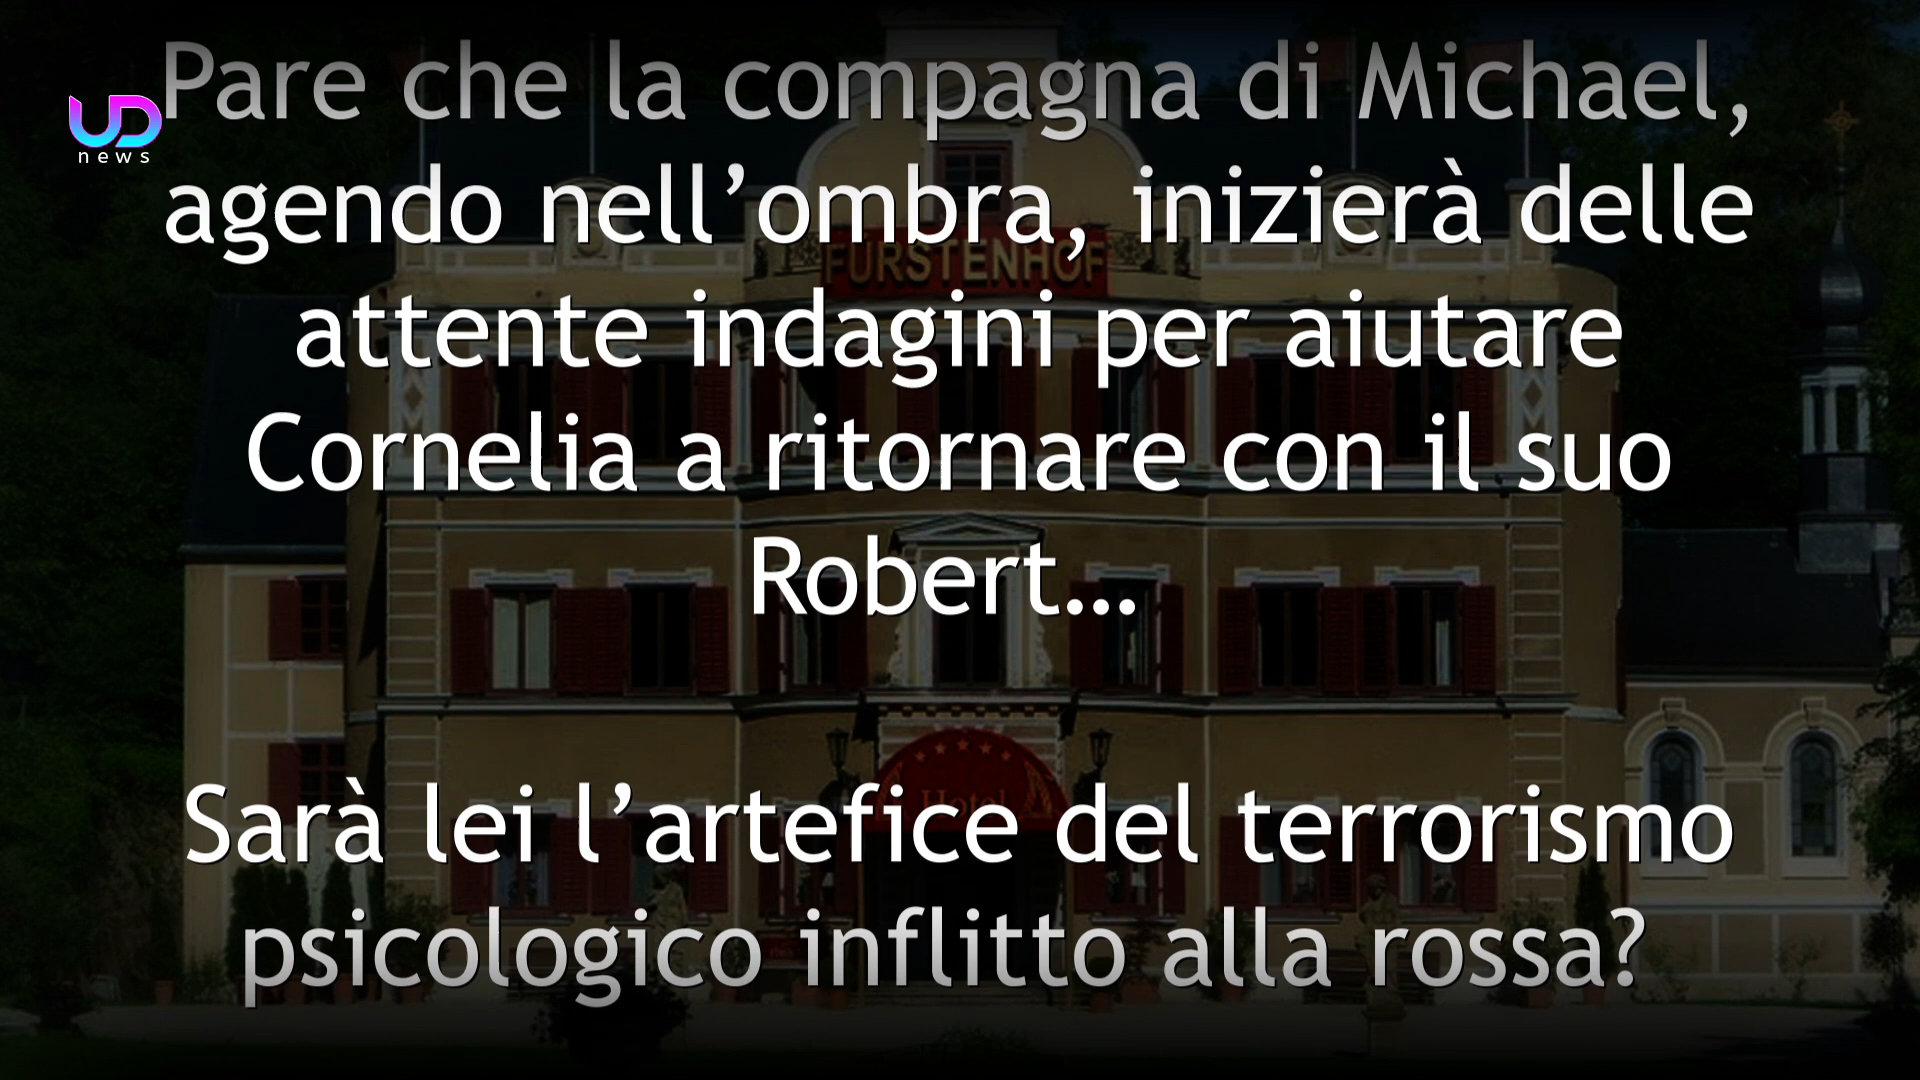 Pare che la compagna di Michael,
UD
news
agendo nell’ombra, inizierà delle
FÜRSTENHOF
attente indagini per aiutare
Cornelia a ritornare con il suo
Robert...
Sarà lei l’artefice del terrorismo
Hotel
psicologico inflitto alla rossa?